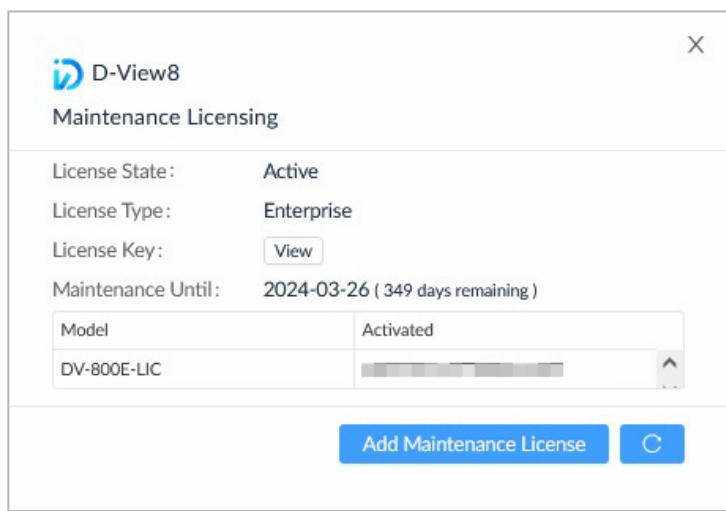 D-View8
Maintenance Licensing
License State: Active
License Type: Enterprise
License Key: View
Maintenance Until: 2024-03-26 ( 349 days remaining )
Model Activated
DV-800E-LIC
Add Maintenance License